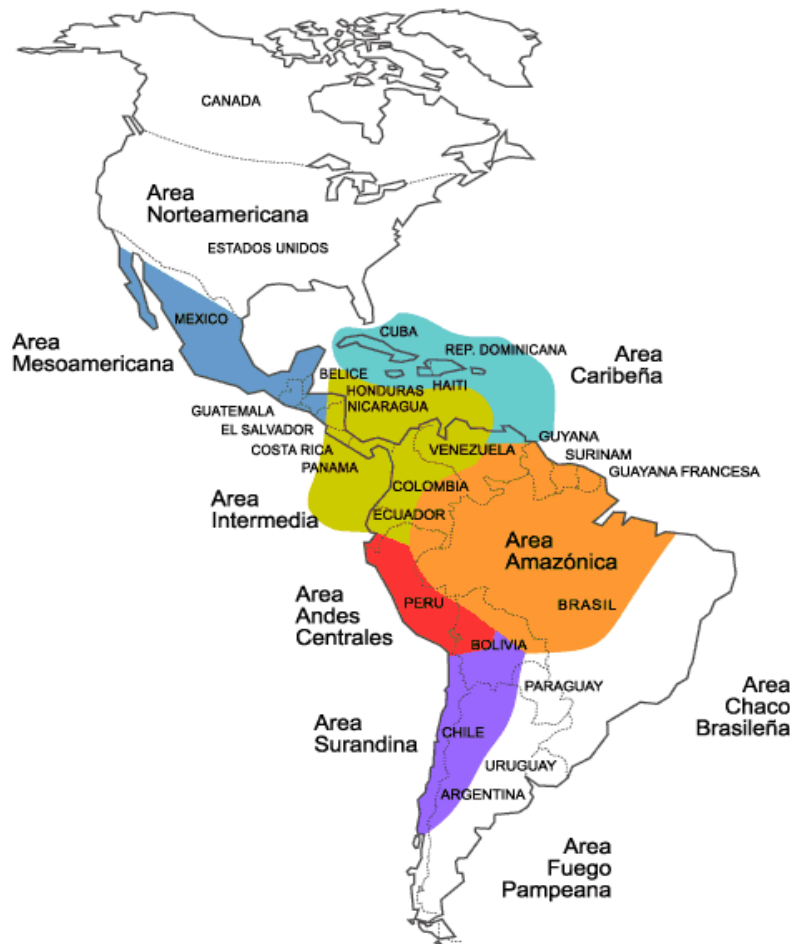 CANADA
Area
Norteamericana
ESTADOS UNIDOS
MEXICO
Area
Mesoamericana
CUBA
REP. DOMINICANA
Area
Caribeña
BELICE
HAITI
HONDURAS
NICARAGUA
GUATEMALA
EL SALVADOR
COSTA RICA
PANAMA
VENEZUELA
GUYANA
SURINAM
GUAYANA FRANCESA
COLOMBIA
Area
Intermedia
ECUADOR
Area
Amazónica
Area
Andes
Centrales
PERU
BRASIL
BOLIVIA
PARAGUAY
Area
Chaco
Brasileña
Area
Surandina
CHILE
URUGUAY
ARGENTINA
Area
Fuego
Pampeana